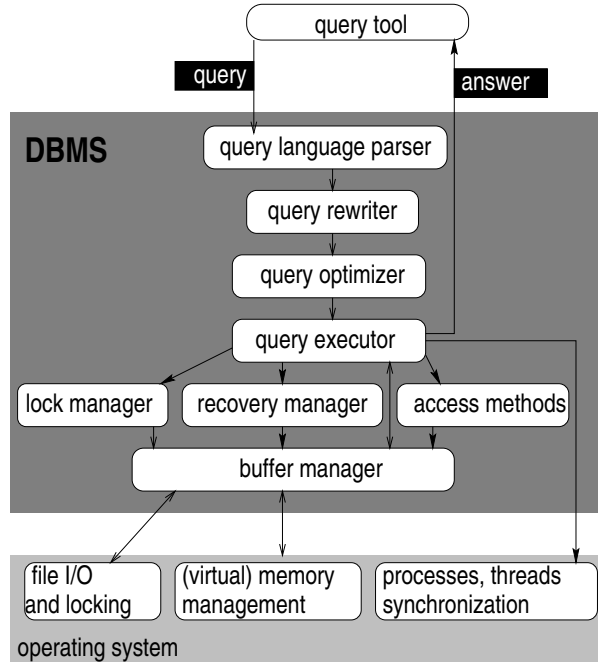 query tool
query
answer
DBMS
query language parser
query rewriter
query optimizer
query executor
lock manager
recovery manager
access methods
buffer manager
file I/O
and locking
(virtual) memory
management
processes, threads
synchronization
operating system